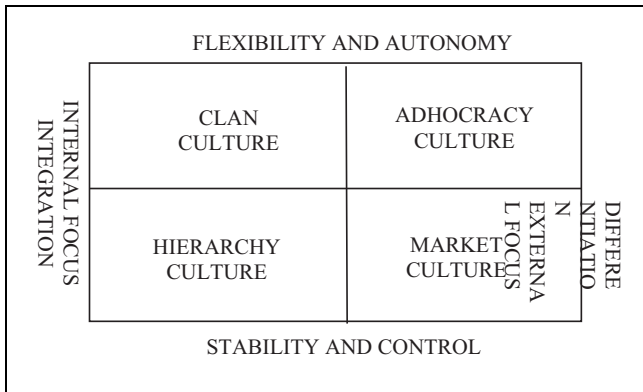 FLEXIBILITY AND AUTONOMY
INTERNAL FOCUS
INTEGRATION
CLAN
CULTURE
ADHOCRACY
CULTURE
HIERARCHY
CULTURE
MARKET
CULTURE
DIFFERE
NTIATIO
N
EXTERNA
L FOCUS
STABILITY AND CONTROL